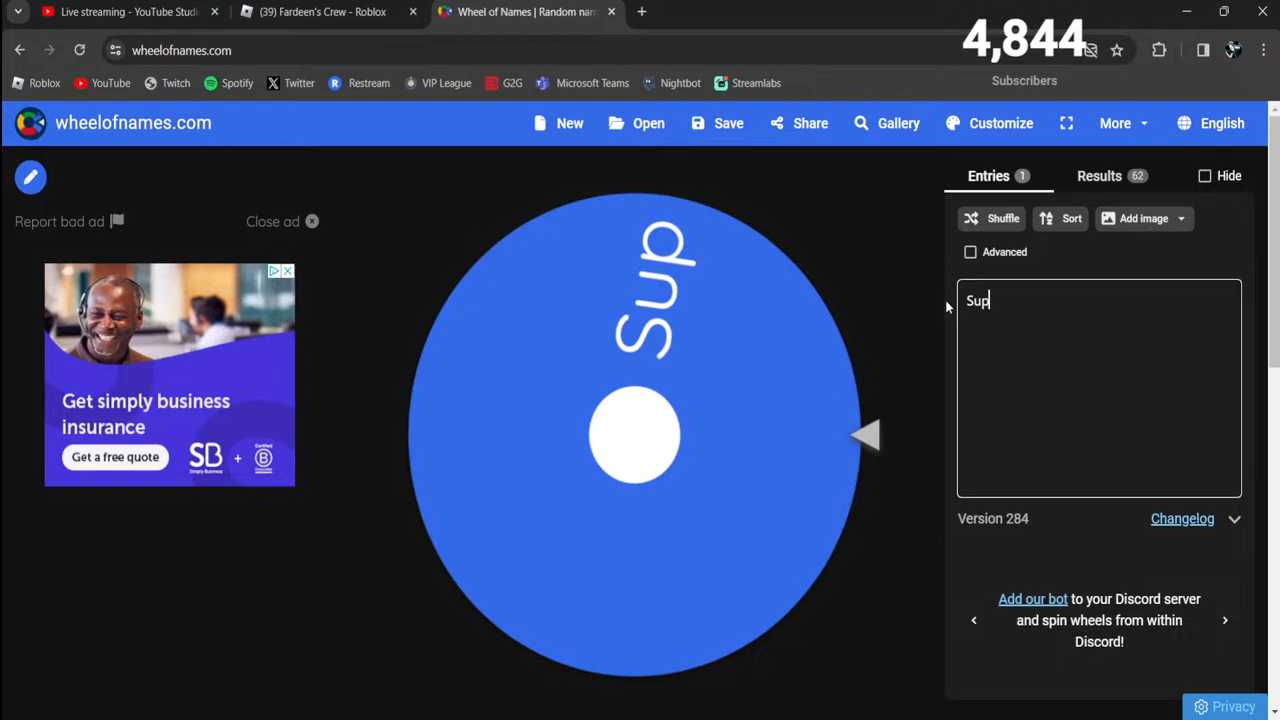 Live streaming - YouTube Studi
(39) Fardeen's Crew - Roblox
Wheel of Names | Random nam
4,844
Subscribers
wheelofnames.com
Roblox
YouTube
Twitch
Spotify
Twitter
Restream
VIP League
G2G
Microsoft Teams
Nightbot
Streamlabs
wheelofnames.com
New
Open
Save
Share
Gallery
Customize
More
English
Entries 1
Results 62
Hide
Report bad ad
Close ad
Shuffle
Sort
Add image
Advanced
Sup
Sup
Get simply business
insurance
Get a free quote
SB
Simply Business
+
Certified
B
Version 284
Changelog
Add our bot to your Discord server
and spin wheels from within
Discord!
Privacy